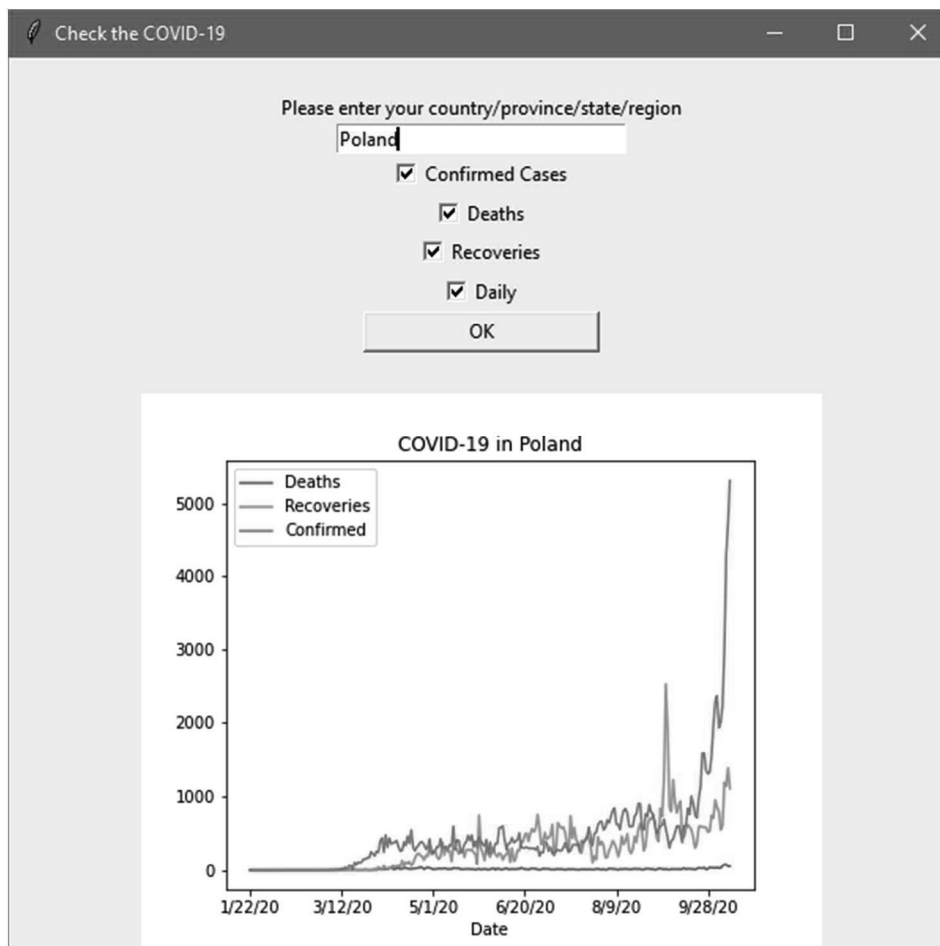 Check the COVID-19
Please enter your country/province/state/region
Poland
Confirmed Cases
Deaths
Recoveries
Daily
OK
COVID-19 in Poland
Deaths
Recoveries
Confirmed
5000
4000
3000
2000
1000
0
1/22/20 3/12/20 5/1/20 6/20/20 8/9/20 9/28/20
Date